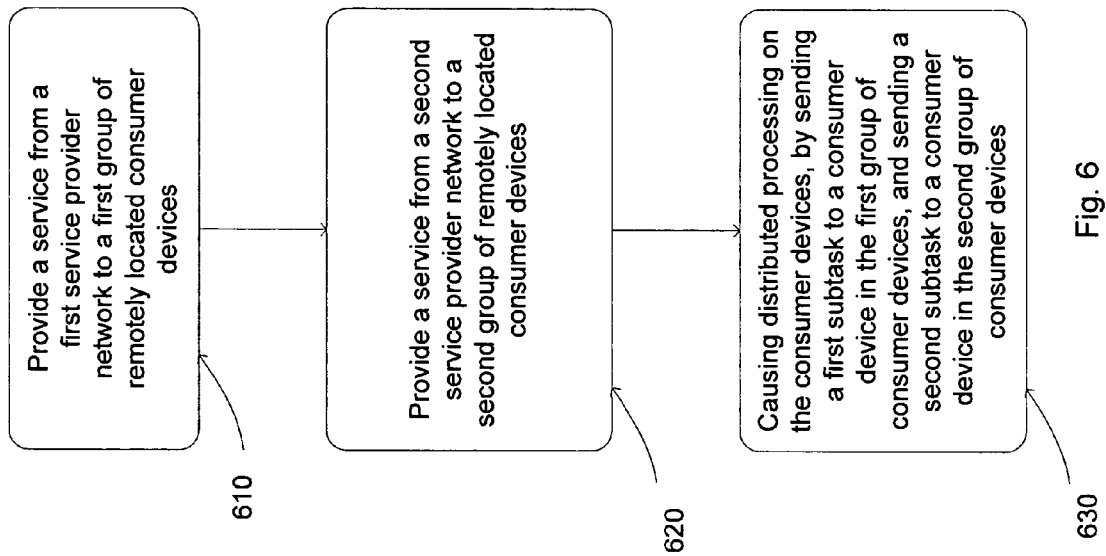 Provide a service from a
first service provider
network to a first group of
remotely located consumer
devices
610
Provide a service from a second
service provider network to a
second group of remotely located
consumer devices
620
Causing distributed processing on
the consumer devices, by sending
a first subtask to a consumer
device in the first group of
consumer devices, and sending a
second subtask to a consumer
device in the second group of
consumer devices
630
Fig. 6